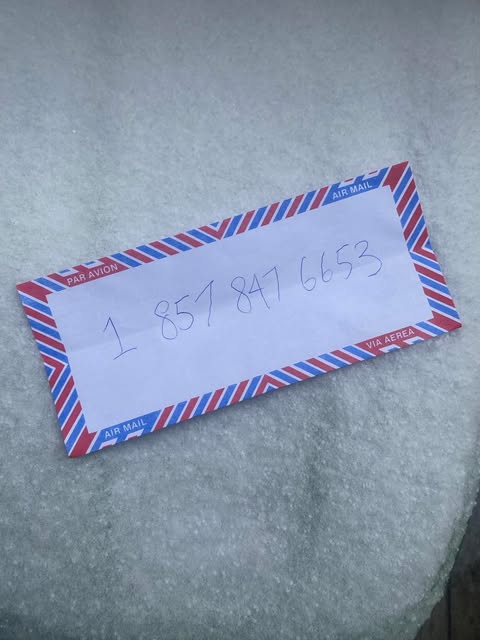 AIR MAIL
PAR AVION
1 857 847 6653
VIA AEREA
AIR MAIL